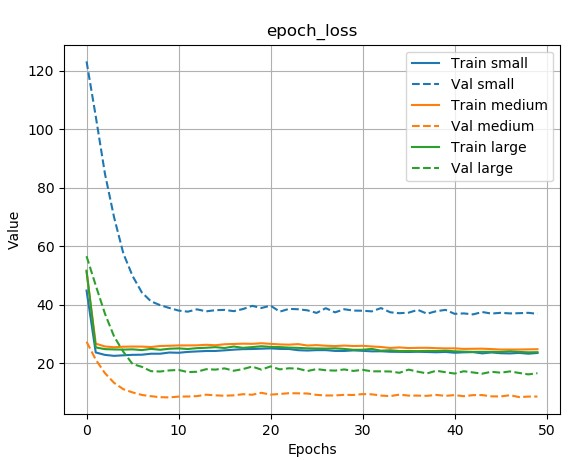 epoch_loss
Train small
Val small
Train medium
Val medium
Train large
Val large
120
100
80
60
40
20
Value
0
10
20
30
40
50
Epochs